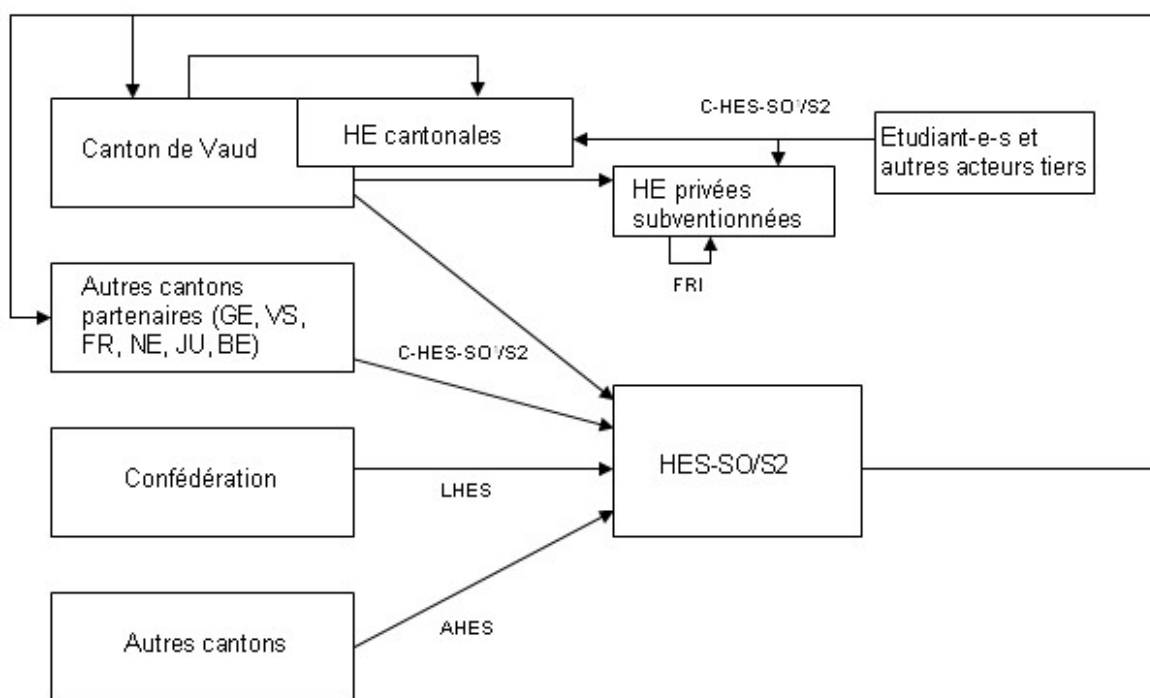 C-HES-SO/S2
Canton de Vaud
HE cantonales
Etudiant-e-s et
autres acteurs tiers
HE privées
subventionnées
FRI
Autres cantons
partenaires (GE, VS,
FR, NE, JU, BE)
C-HES-SO/S2
Confédération
LHES
HES-SO/S2
Autres cantons
AHES